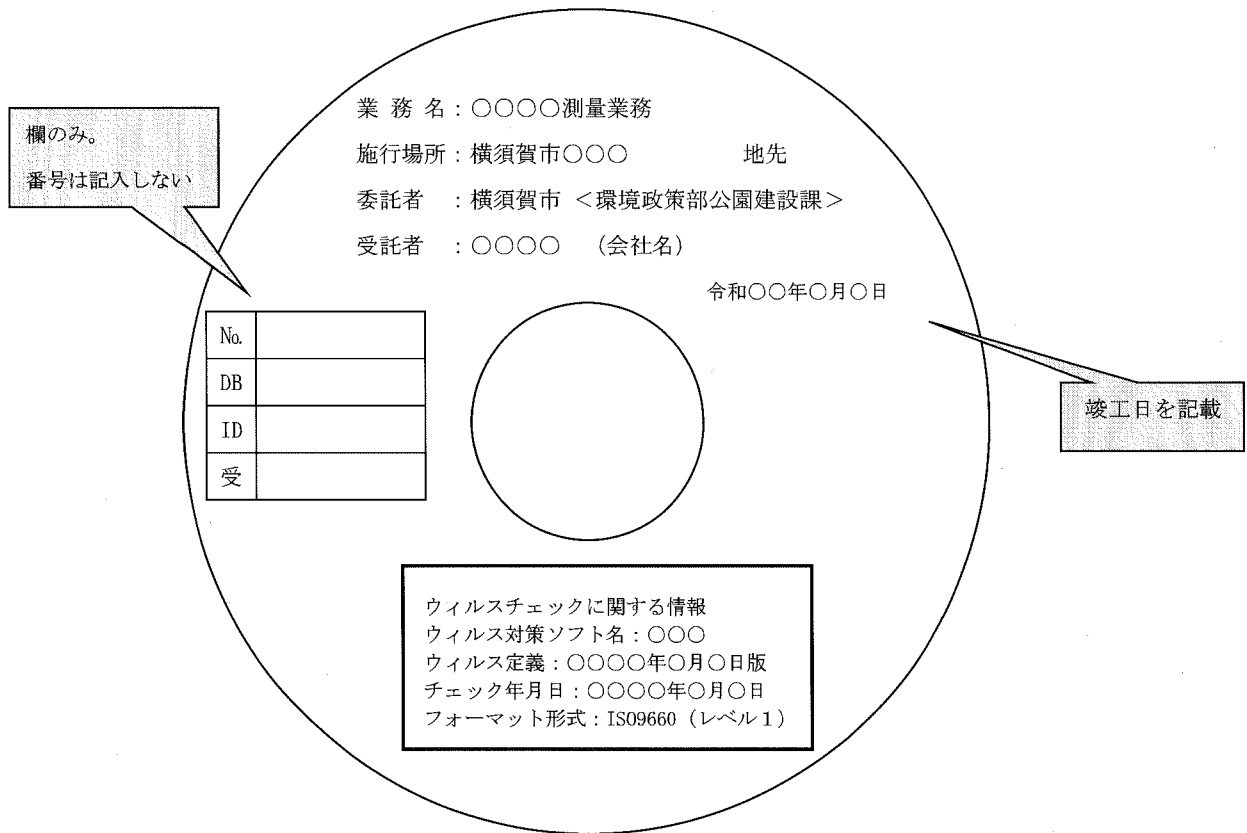 業 務 名：○○○○測量業務
施行場所：横須賀市○○○　　　　　地先
委託者　：横須賀市 ＜環境政策部公園建設課＞
受託者　：○○○○　（会社名）
令和○○年○月○日
欄のみ。
番号は記入しない
No.
DB
ID
受
竣工日を記載
ウィルスチェックに関する情報
ウィルス対策ソフト名：○○○
ウィルス定義：○○○○年○月○日版
チェック年月日：○○○○年○月○日
フォーマット形式：ISO9660（レベル１）